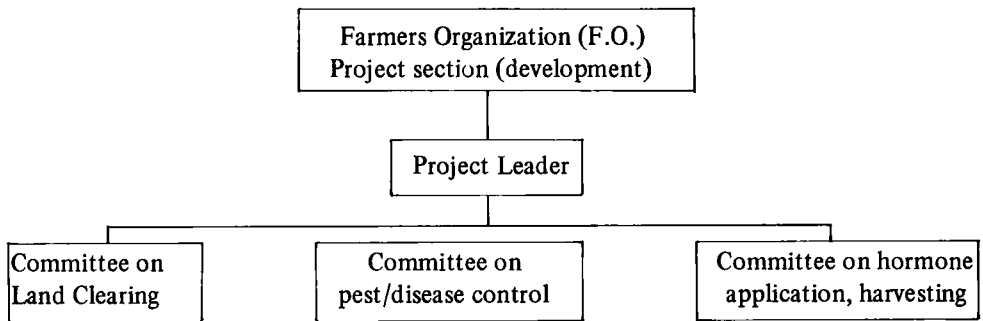 Farmers Organization (F.O.)
Project section (development)
Project Leader
Committee on
Land Clearing
Committee on
pest/disease control
Committee on hormone
application, harvesting